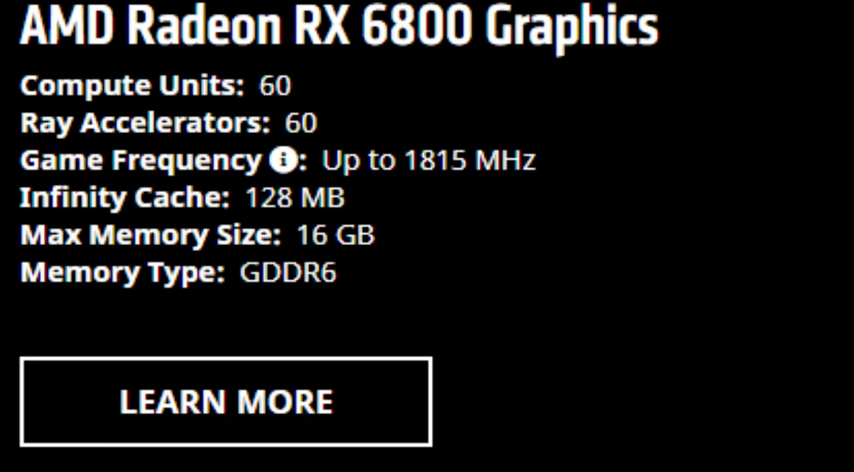 AMD Radeon RX 6800 Graphics
Compute Units: 60
Ray Accelerators: 60
Game Frequency i: Up to 1815 MHz
Infinity Cache: 128 MB
Max Memory Size: 16 GB
Memory Type: GDDR6
LEARN MORE